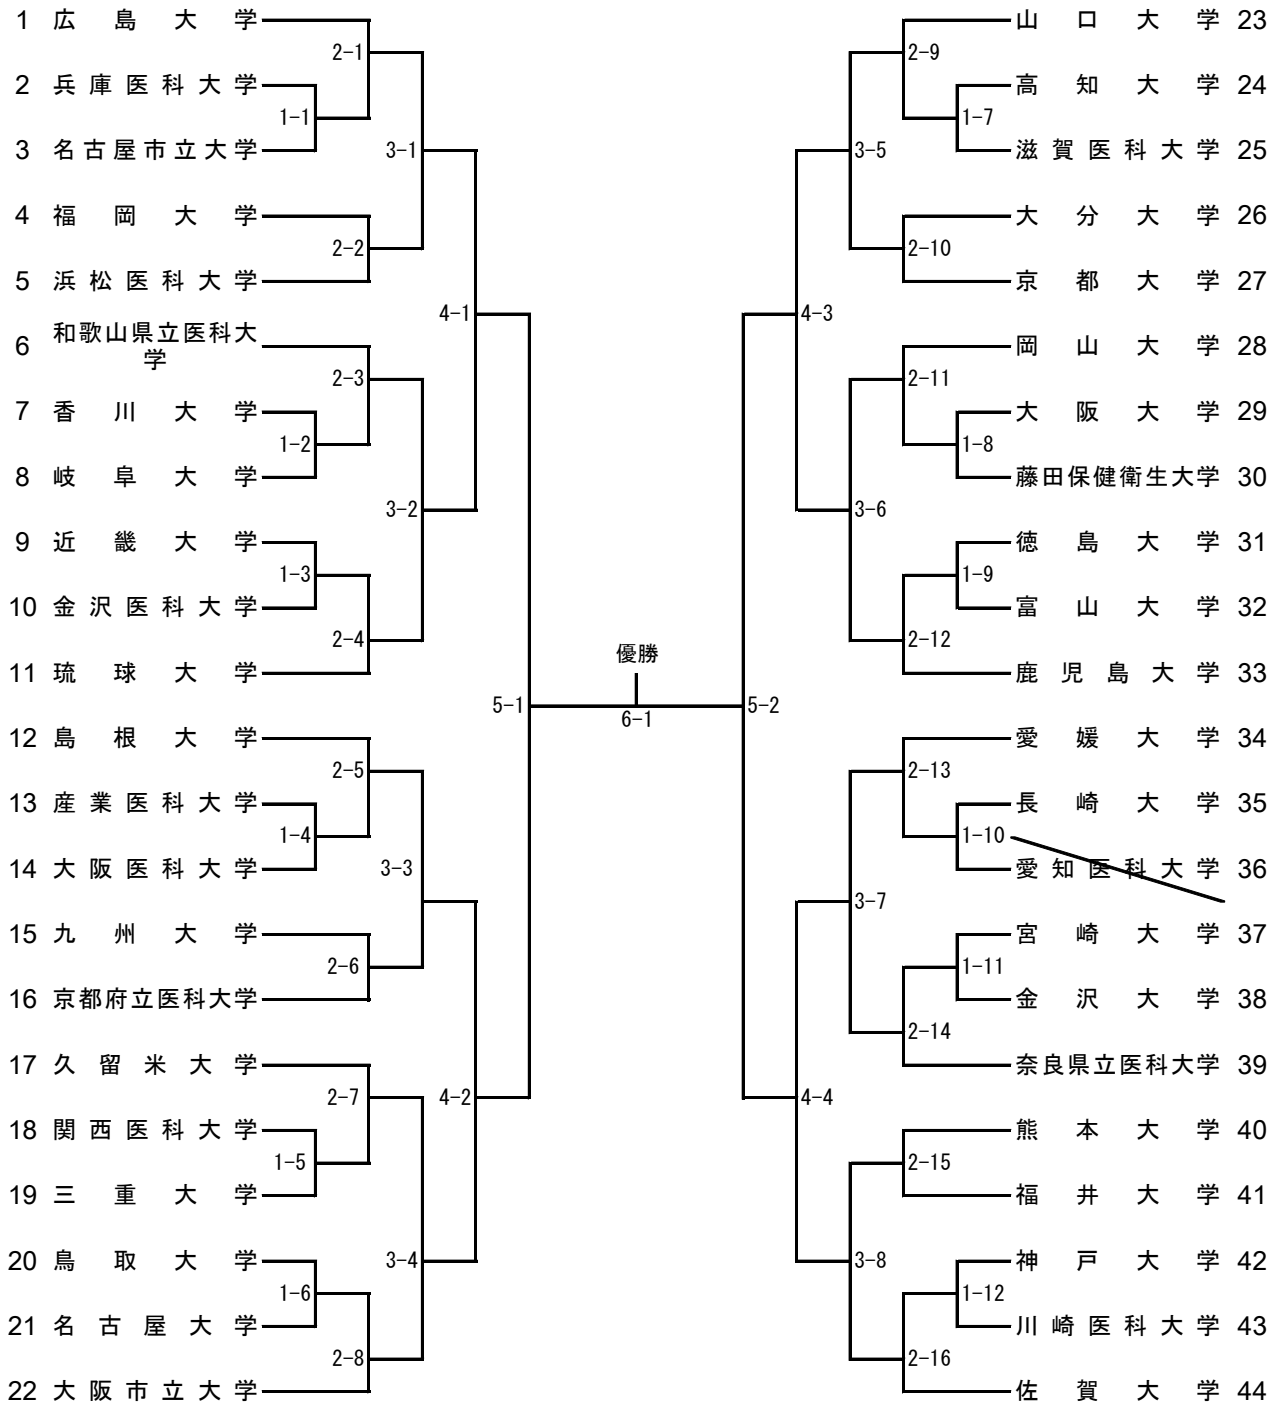 1 広島大学
2 兵庫医科大学
3 名古屋市立大学
4 福岡大学
5 浜松医科大学
6 和歌山県立医科大
学
7 香川大学
8 岐阜大学
9 近畿大学
10 金沢医科大学
11 琉球大学
12 島根大学
13 産業医科大学
14 大阪医科大学
15 九州大学
16 京都府立医科大学
17 久留米大学
18 関西医科大学
19 三重大学
20 鳥取大学
21 名古屋大学
22 大阪市立大学
1-1
1-2
1-3
1-4
1-5
1-6
2-1
2-2
2-3
2-4
2-5
2-6
2-7
2-8
3-1
3-2
3-3
3-4
4-1
4-2
5-1
優勝
6-1
5-2
4-3
4-4
3-5
3-6
3-7
3-8
2-9
2-10
2-11
2-12
2-13
2-14
2-15
2-16
1-7
1-8
1-9
1-10
1-11
1-12
山口大学 23
高知大学 24
滋賀医科大学 25
大分大学 26
京都大学 27
岡山大学 28
大阪大学 29
藤田保健衛生大学 30
徳島大学 31
富山大学 32
鹿児島大学 33
愛媛大学 34
長崎大学 35
愛知医科大学 36
宮崎大学 37
金沢大学 38
奈良県立医科大学 39
熊本大学 40
福井大学 41
神戸大学 42
川崎医科大学 43
佐賀大学 44